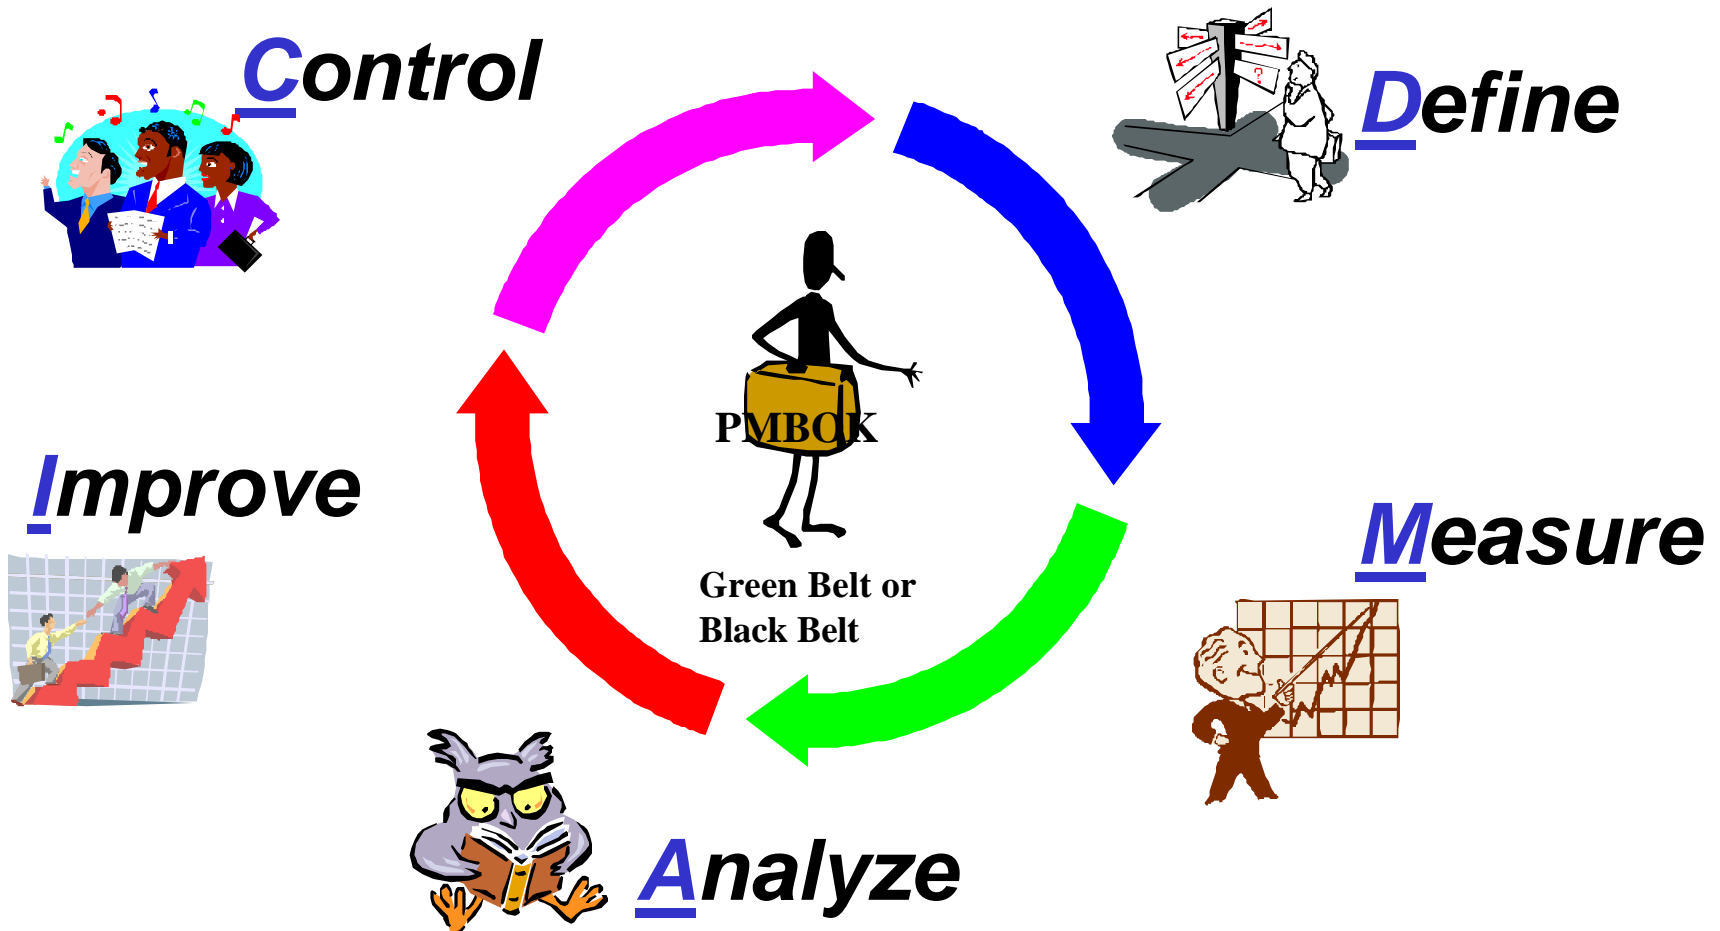 Control
Define
PMBOK
Improve
Measure
Green Belt or
Black Belt
Analyze
?